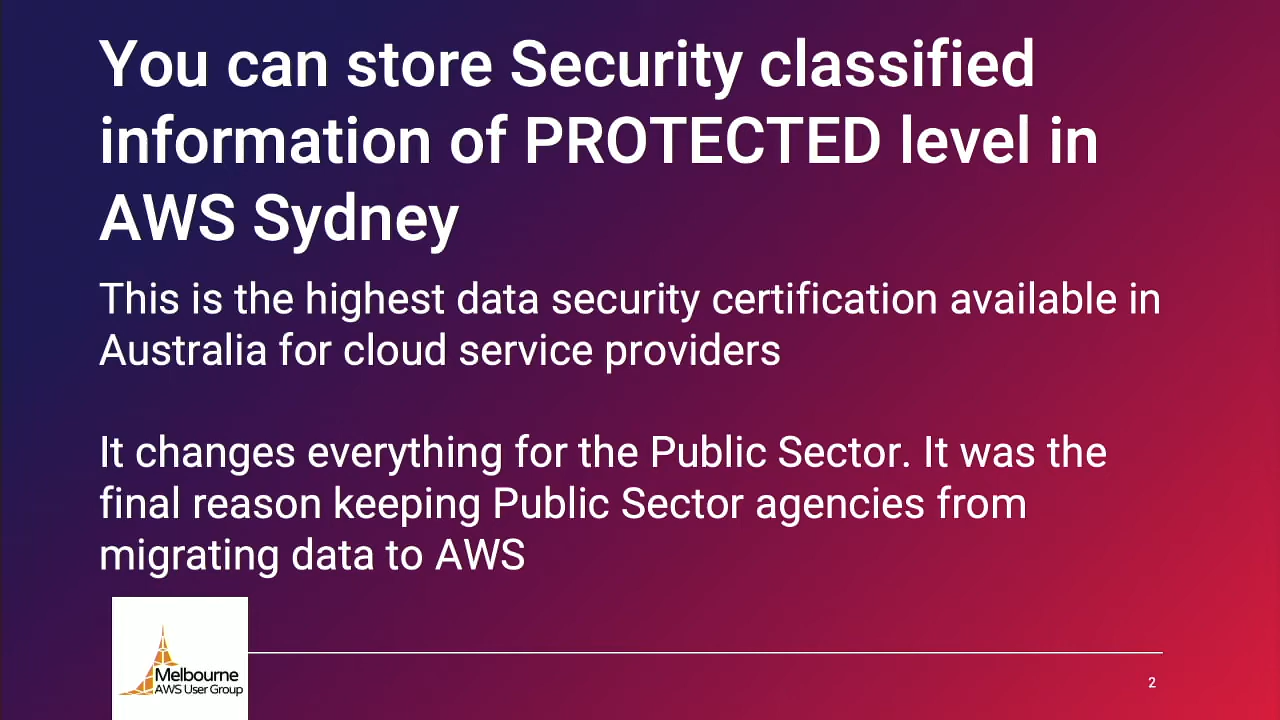 You can store Security classified
information of PROTECTED level in
AWS Sydney
This is the highest data security certification available in
Australia for cloud service providers
It changes everything for the Public Sector. It was the
final reason keeping Public Sector agencies from
migrating data to AWS
Melbourne
AWS User Group
2